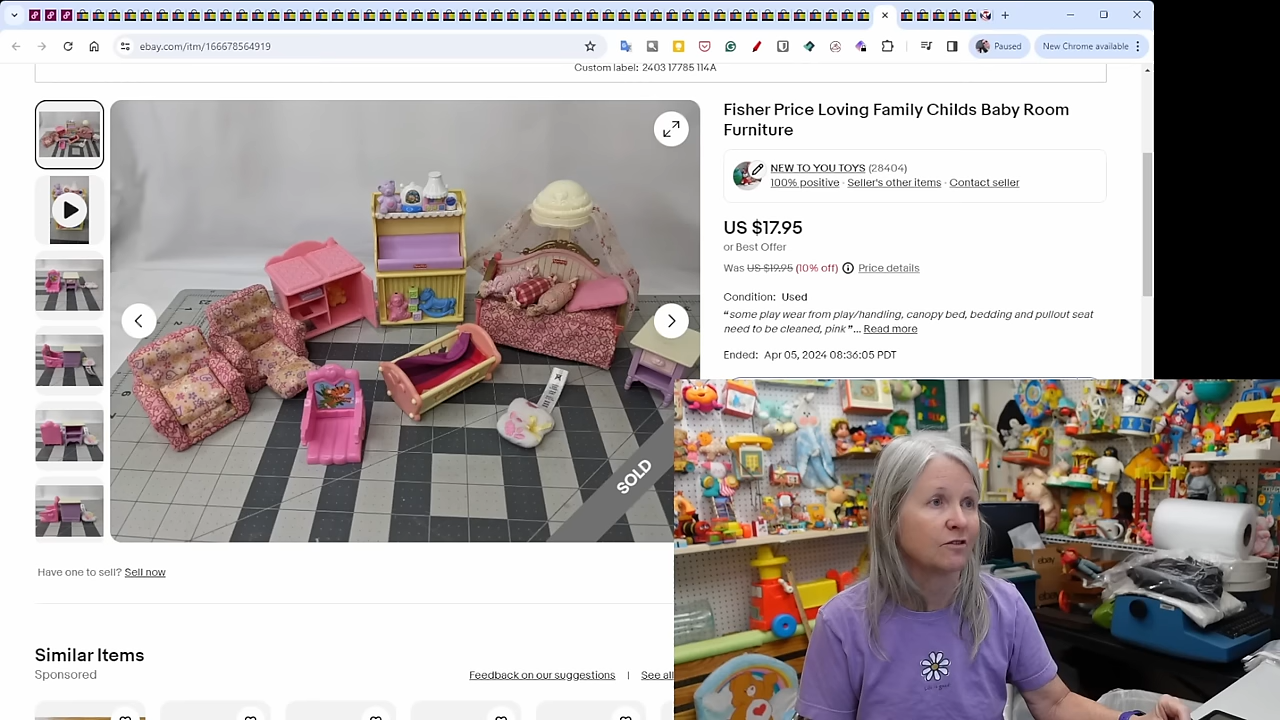 ebay.com/itm/166678564919
Paused
New Chrome available
Custom label: 2403 17785 114A
Fisher Price Loving Family Childs Baby Room
Furniture
NEW TO YOU TOYS (28404)
100% positive · Seller's other items · Contact seller
US $17.95
or Best Offer
Was US $19.95 (10% off) Price details
Condition: Used
“some play wear from play/handling, canopy bed, bedding and pullout seat
need to be cleaned, pink”... Read more
Ended: Apr 05, 2024 08:36:05 PDT
SOLD
Have one to sell? Sell now
Similar Items
Sponsored
Feedback on our suggestions | See all